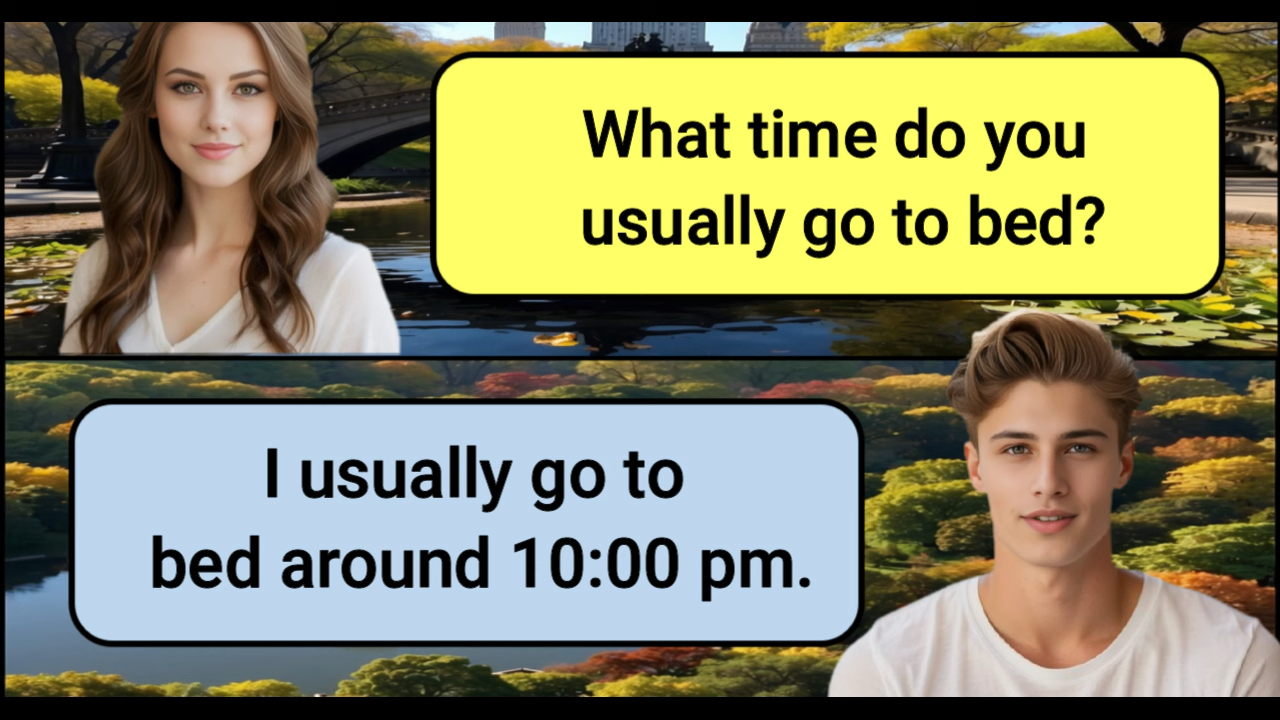 What time do you
usually go to bed?
I usually go to
bed around 10:00 pm.